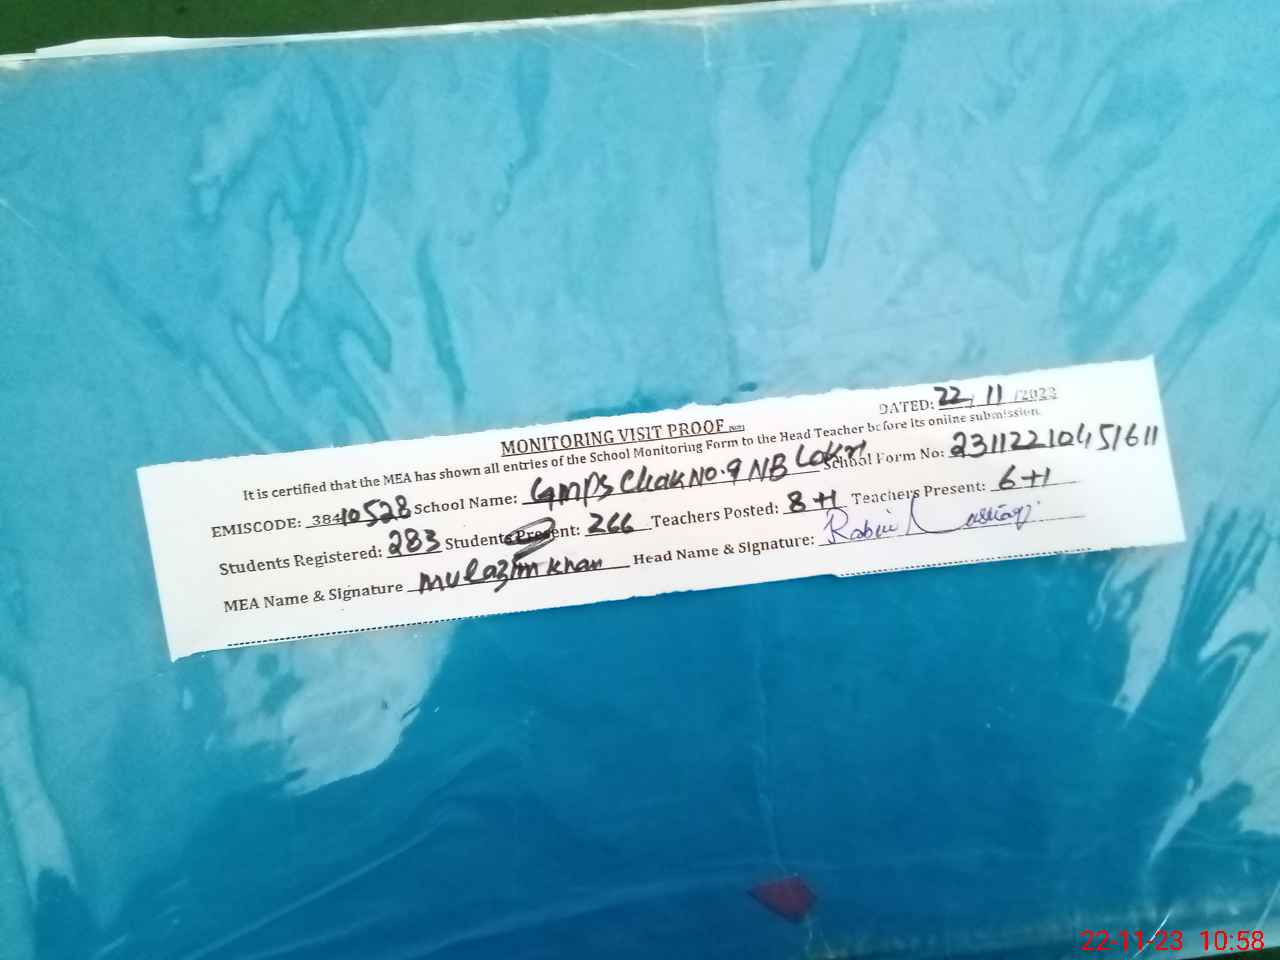 MONITORING VISIT PROOF
DATED: 22, 11 /2023
It is certified that the MEA has shown all entries of the School Monitoring Form to the Head Teacher before its online submission.
EMISCODE: 38410528 School Name: GMPS Chak No. 9 NB School Form No: 231122104151611
Students Registered: 283 Students Present: 266 Teachers Posted: 8+1 Teachers Present: 6+1
MEA Name & Signature Mulazim Khan Head Name & Signature:
22-11-23 10:58